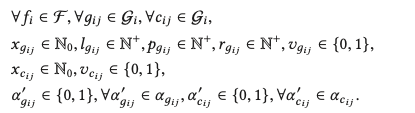 ∀f_i ∈ ℱ, ∀g_{ij} ∈ 𝒢_i, ∀c_{ij} ∈ 𝒢_i,
x_{g_{ij}} ∈ ℕ_0, l_{g_{ij}} ∈ ℕ^+, p_{g_{ij}} ∈ ℕ^+, r_{g_{ij}} ∈ ℕ^+, v_{g_{ij}} ∈ {0, 1},
x_{c_{ij}} ∈ ℕ_0, v_{c_{ij}} ∈ {0, 1},
α'_{g_{ij}} ∈ {0, 1}, ∀α'_{g_{ij}} ∈ α_{g_{ij}}, α'_{c_{ij}} ∈ {0, 1}, ∀α'_{c_{ij}} ∈ α_{c_{ij}}.